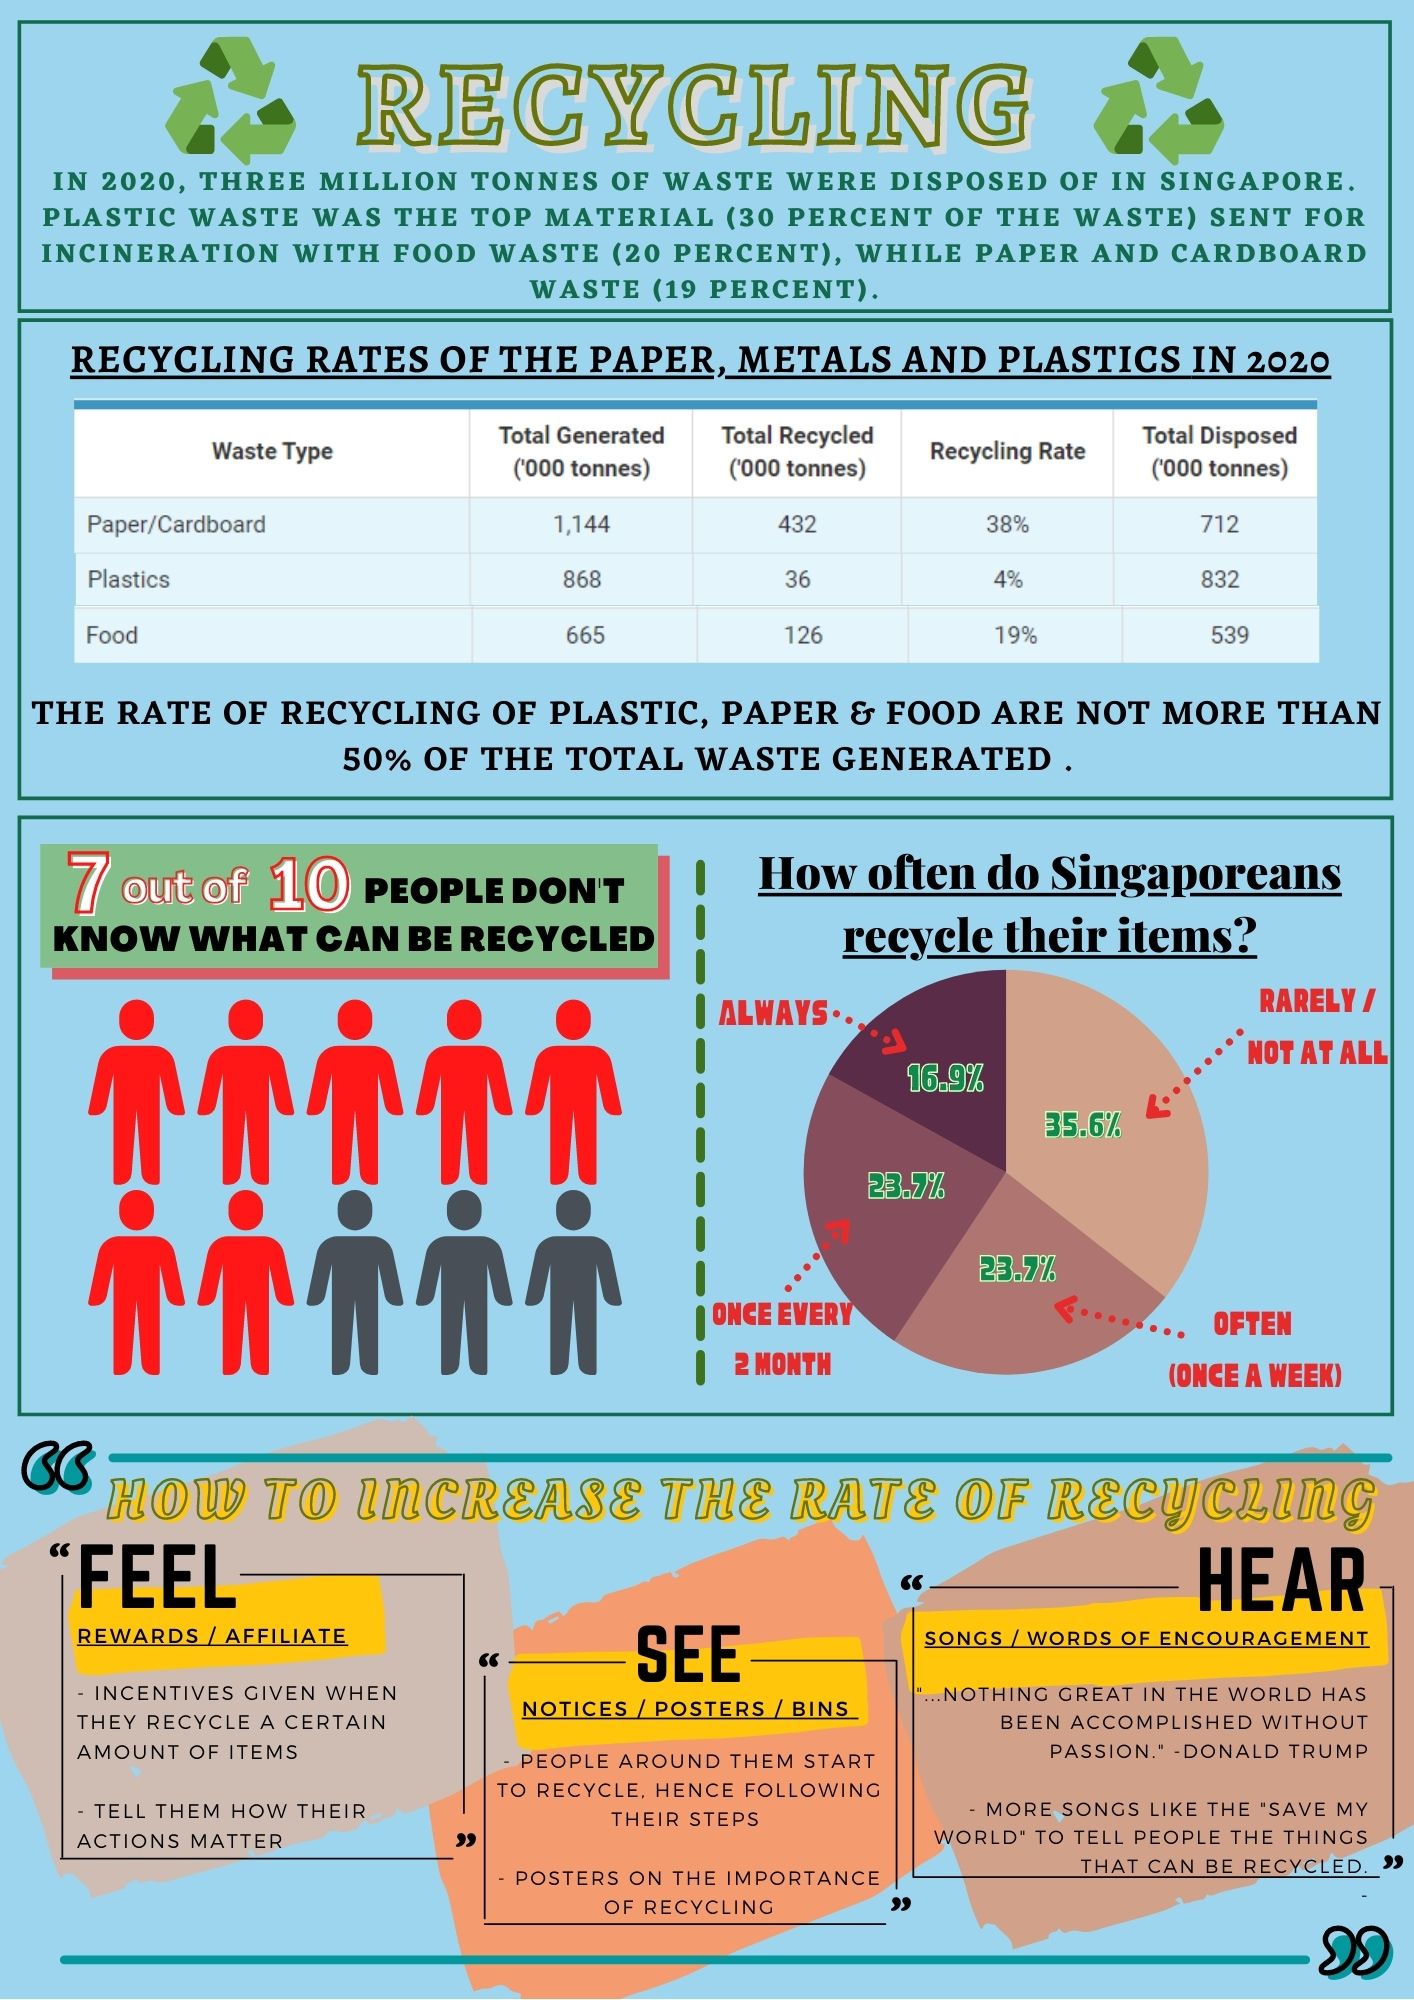 RECYCLING
IN 2020, THREE MILLION TONNES OF WASTE WERE DISPOSED OF IN SINGAPORE.
PLASTIC WASTE WAS THE TOP MATERIAL (30 PERCENT OF THE WASTE) SENT FOR
INCINERATION WITH FOOD WASTE (20 PERCENT), WHILE PAPER AND CARDBOARD
WASTE (19 PERCENT).
RECYCLING RATES OF THE PAPER, METALS AND PLASTICS IN 2020
Waste Type Total Generated ('000 tonnes) Total Recycled ('000 tonnes) Recycling Rate Total Disposed ('000 tonnes)
Paper/Cardboard 1,144 432 38% 712
Plastics 868 36 4% 832
Food 665 126 19% 539
THE RATE OF RECYCLING OF PLASTIC, PAPER & FOOD ARE NOT MORE THAN
50% OF THE TOTAL WASTE GENERATED .
7 out of 10 PEOPLE DON'T
KNOW WHAT CAN BE RECYCLED
How often do Singaporeans
recycle their items?
ALWAYS
16.9%
RARELY /
NOT AT ALL
35.6%
23.7%
ONCE EVERY
2 MONTH
23.7%
OFTEN
(ONCE A WEEK)
“ HOW TO INCREASE THE RATE OF RECYCLING
“ FEEL
REWARDS / AFFILIATE
- INCENTIVES GIVEN WHEN
THEY RECYCLE A CERTAIN
AMOUNT OF ITEMS
- TELL THEM HOW THEIR
ACTIONS MATTER
”
“ SEE
NOTICES / POSTERS / BINS
- PEOPLE AROUND THEM START
TO RECYCLE, HENCE FOLLOWING
THEIR STEPS
- POSTERS ON THE IMPORTANCE
OF RECYCLING
”
“ HEAR
SONGS / WORDS OF ENCOURAGEMENT
"...NOTHING GREAT IN THE WORLD HAS
BEEN ACCOMPLISHED WITHOUT
PASSION." -DONALD TRUMP
- MORE SONGS LIKE THE "SAVE MY
WORLD" TO TELL PEOPLE THE THINGS
THAT CAN BE RECYCLED.
-
”
”